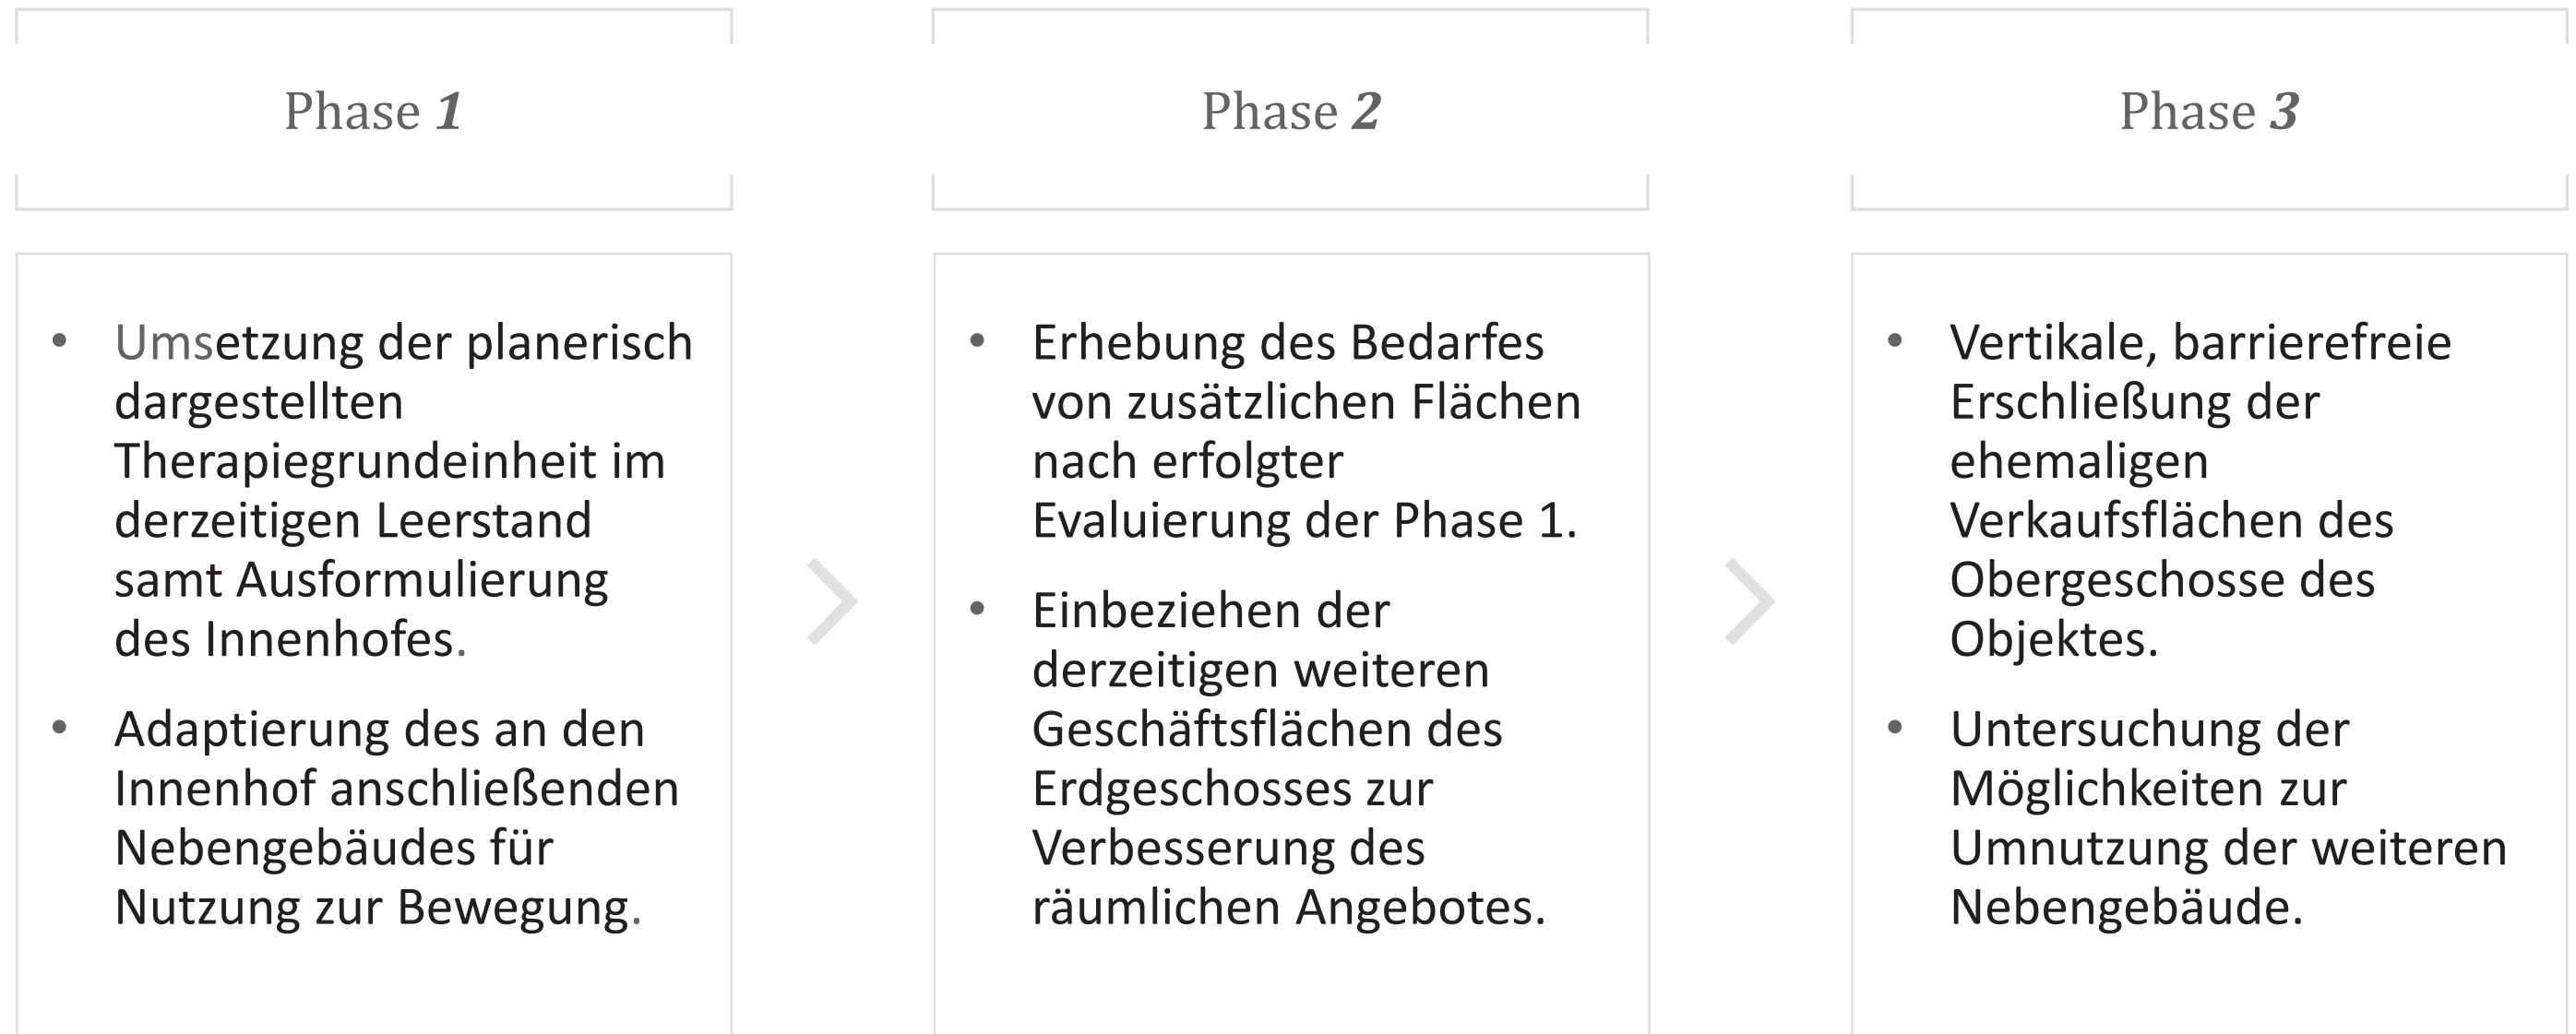 Phase 1
• Umsetzung der planerisch
dargestellten
Therapiegrundeinheit im
derzeitigen Leerstand
samt Ausformulierung
des Innenhofes.
• Adaptierung des an den
Innenhof anschließenden
Nebengebäudes für
Nutzung zur Bewegung.
Phase 2
• Erhebung des Bedarfes
von zusätzlichen Flächen
nach erfolgter
Evaluierung der Phase 1.
• Einbeziehen der
derzeitigen weiteren
Geschäftsflächen des
Erdgeschosses zur
Verbesserung des
räumlichen Angebotes.
Phase 3
• Vertikale, barrierefreie
Erschließung der
ehemaligen
Verkaufsflächen des
Obergeschosse des
Objektes.
• Untersuchung der
Möglichkeiten zur
Umnutzung der weiteren
Nebengebäude.